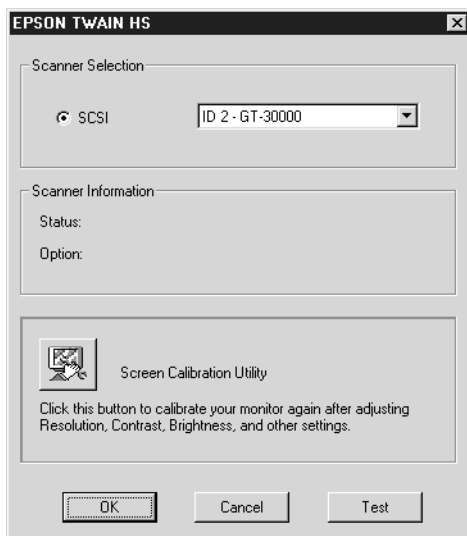 EPSON TWAIN HS
Scanner Selection
SCSI
ID 2 - GT-30000
Scanner Information
Status:
Option:
Screen Calibration Utility
Click this button to calibrate your monitor again after adjusting
Resolution, Contrast, Brightness, and other settings.
OK
Cancel
Test